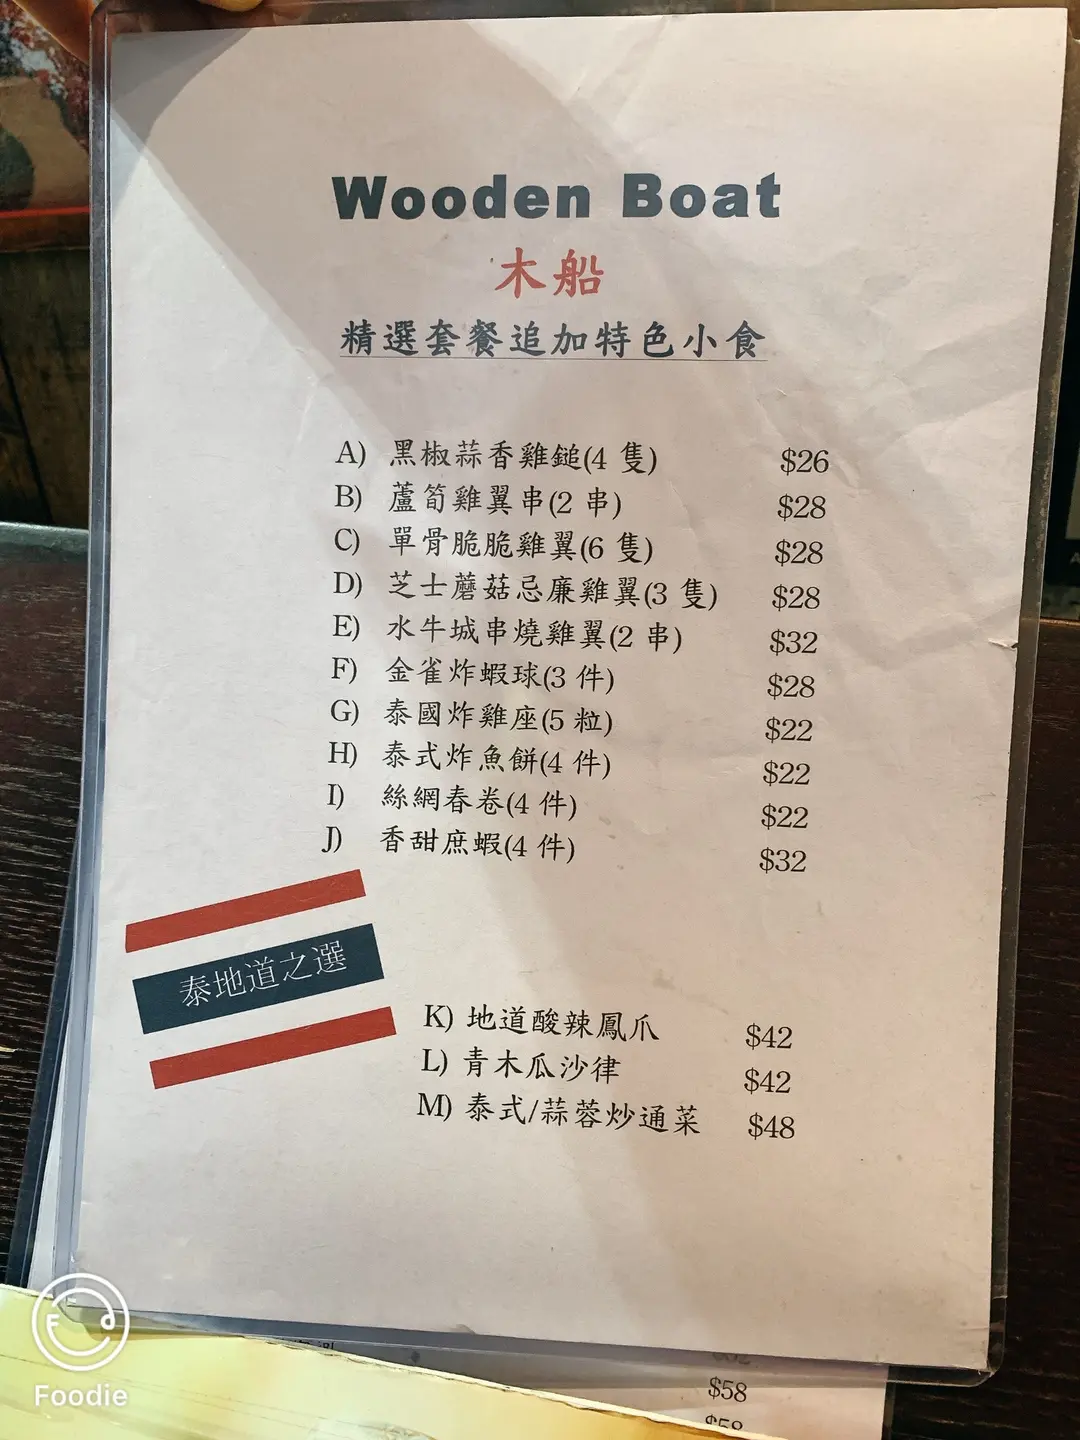 Wooden Boat
木船
精選套餐追加特色小食
A) 黑椒蒜香雞鎚(4 隻) $26
B) 蘆筍雞翼串(2 串) $28
C) 單骨脆脆雞翼(6 隻) $28
D) 芝士蘑菇忌廉雞翼(3 隻) $28
E) 水牛城串燒雞翼(2 串) $32
F) 金雀炸蝦球(3 件) $28
G) 泰國炸雞座(5 粒) $22
H) 泰式炸魚餅(4 件) $22
I) 絲網春卷(4 件) $22
J) 香甜庶蝦(4 件) $32
泰地道之選
K) 地道酸辣鳳爪 $42
L) 青木瓜沙律 $42
M) 泰式/蒜蓉炒通菜 $48
$58
Foodie